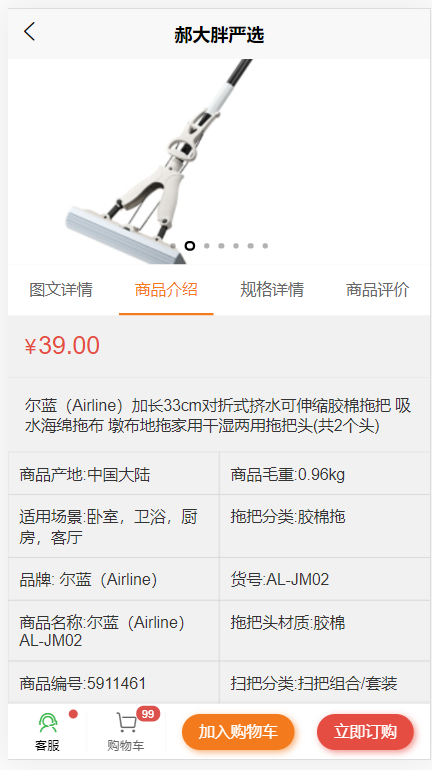 郝大胖严选
图文详情 商品介绍 规格详情 商品评价
¥39.00
尔蓝（Airline）加长33cm对折式挤水可伸缩胶棉拖把 吸
水海绵拖布 墩布地拖家用干湿两用拖把头(共2个头)
商品产地:中国大陆 商品毛重:0.96kg
适用场景:卧室，卫浴，厨
房，客厅
拖把分类:胶棉拖
品牌: 尔蓝（Airline） 货号:AL-JM02
商品名称:尔蓝（Airline）
AL-JM02
拖把头材质:胶棉
商品编号:5911461 扫把分类:扫把组合/套装
99
客服 购物车 加入购物车 立即订购